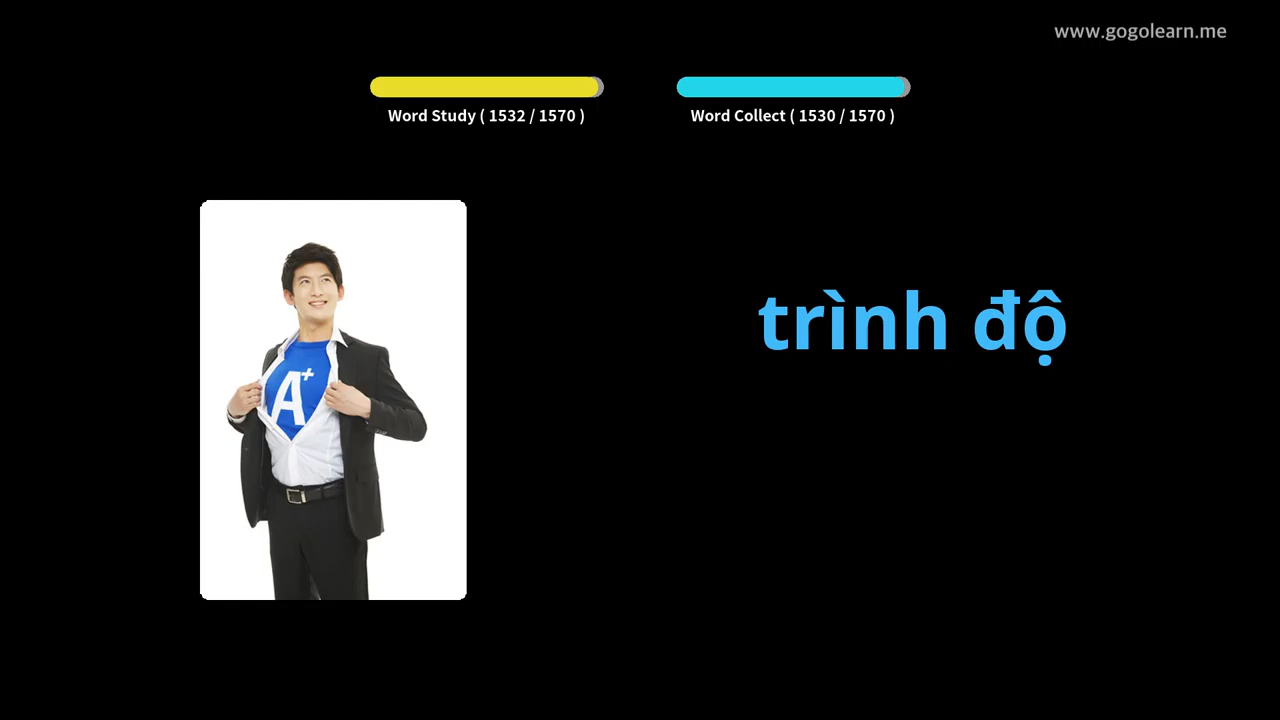 www.gogolearn.me
Word Study ( 1532 / 1570 )
Word Collect ( 1530 / 1570 )
A+
trình độ